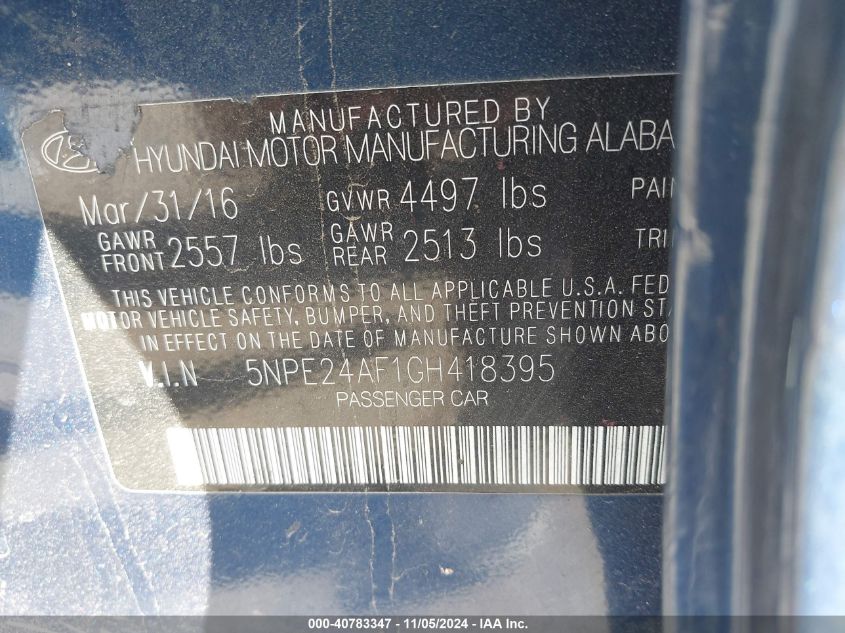 MANUFACTURED BY
HYUNDAI MOTOR MANUFACTURING ALABA
Mar/31/16 GVWR 4497 lbs PAIN
GAWR FRONT 2557 lbs GAWR REAR 2513 lbs TRI
THIS VEHICLE CONFORMS TO ALL APPLICABLE U.S.A. FED
MOTOR VEHICLE SAFETY, BUMPER, AND THEFT PREVENTION STA
IN EFFECT ON THE DATE OF MANUFACTURE SHOWN ABO
V.I.N 5NPE24AF1GH418395
PASSENGER CAR
000-40783347 - 11/05/2024 - IAA Inc.